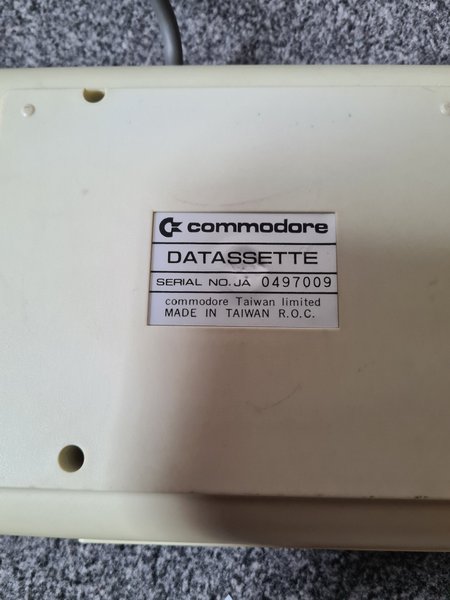 commodore
DATASSETTE
SERIAL NO. JA 0497009
commodore Taiwan limited
MADE IN TAIWAN R.O.C.